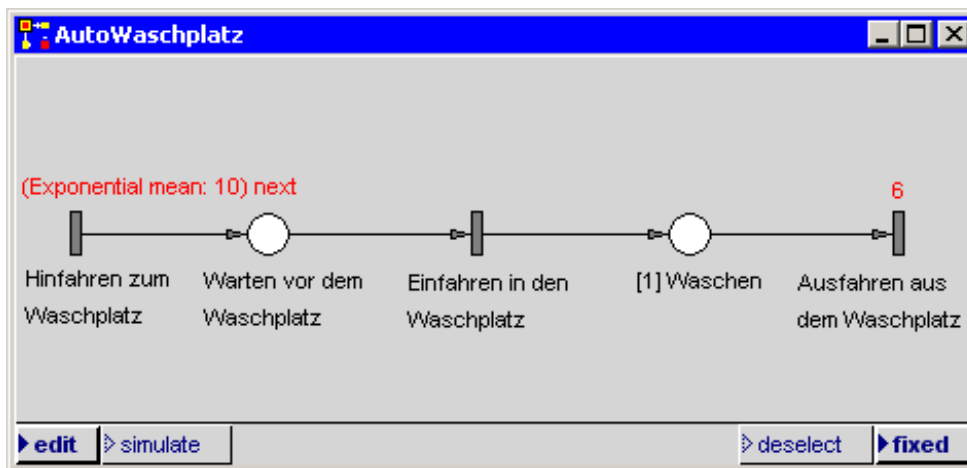 AutoWaschplatz
(Exponential mean: 10) next
6
Hinfahren zum
Waschplatz
Warten vor dem
Waschplatz
Einfahren in den
Waschplatz
[1] Waschen
Ausfahren aus
dem Waschplatz
edit
simulate
deselect
fixed